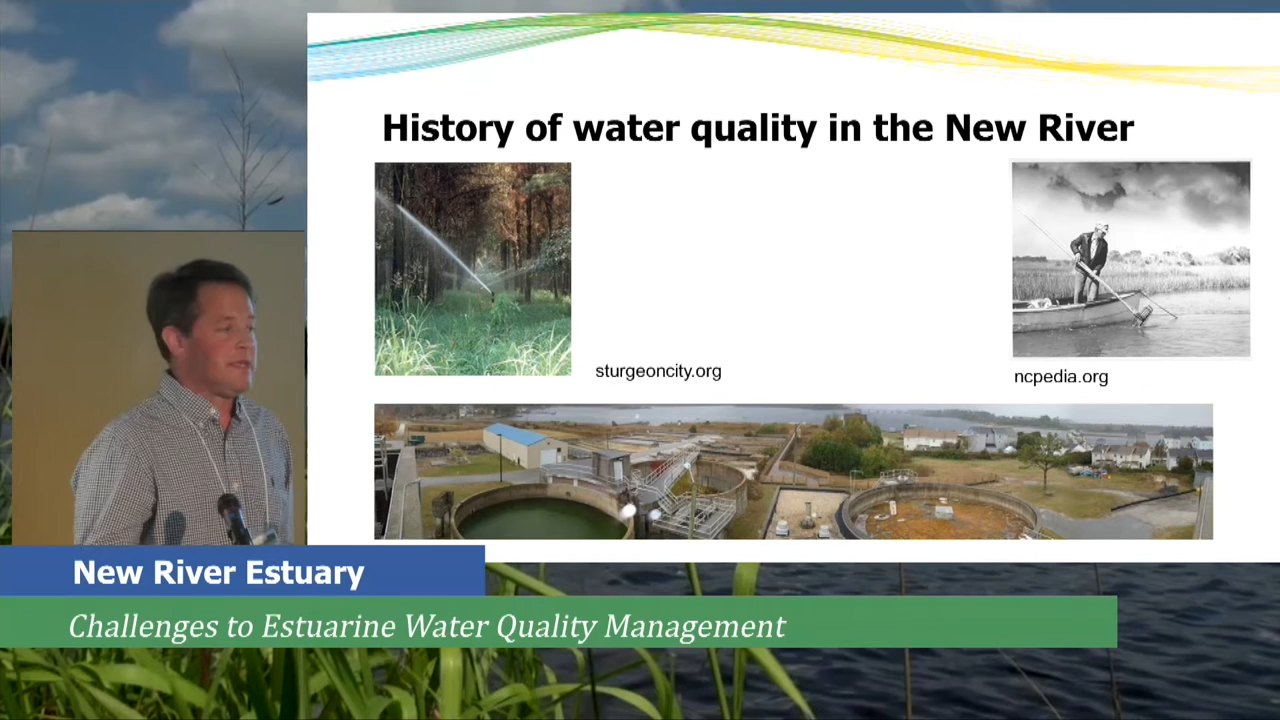 History of water quality in the New River
sturgeoncity.org
ncpedia.org
New River Estuary
Challenges to Estuarine Water Quality Management